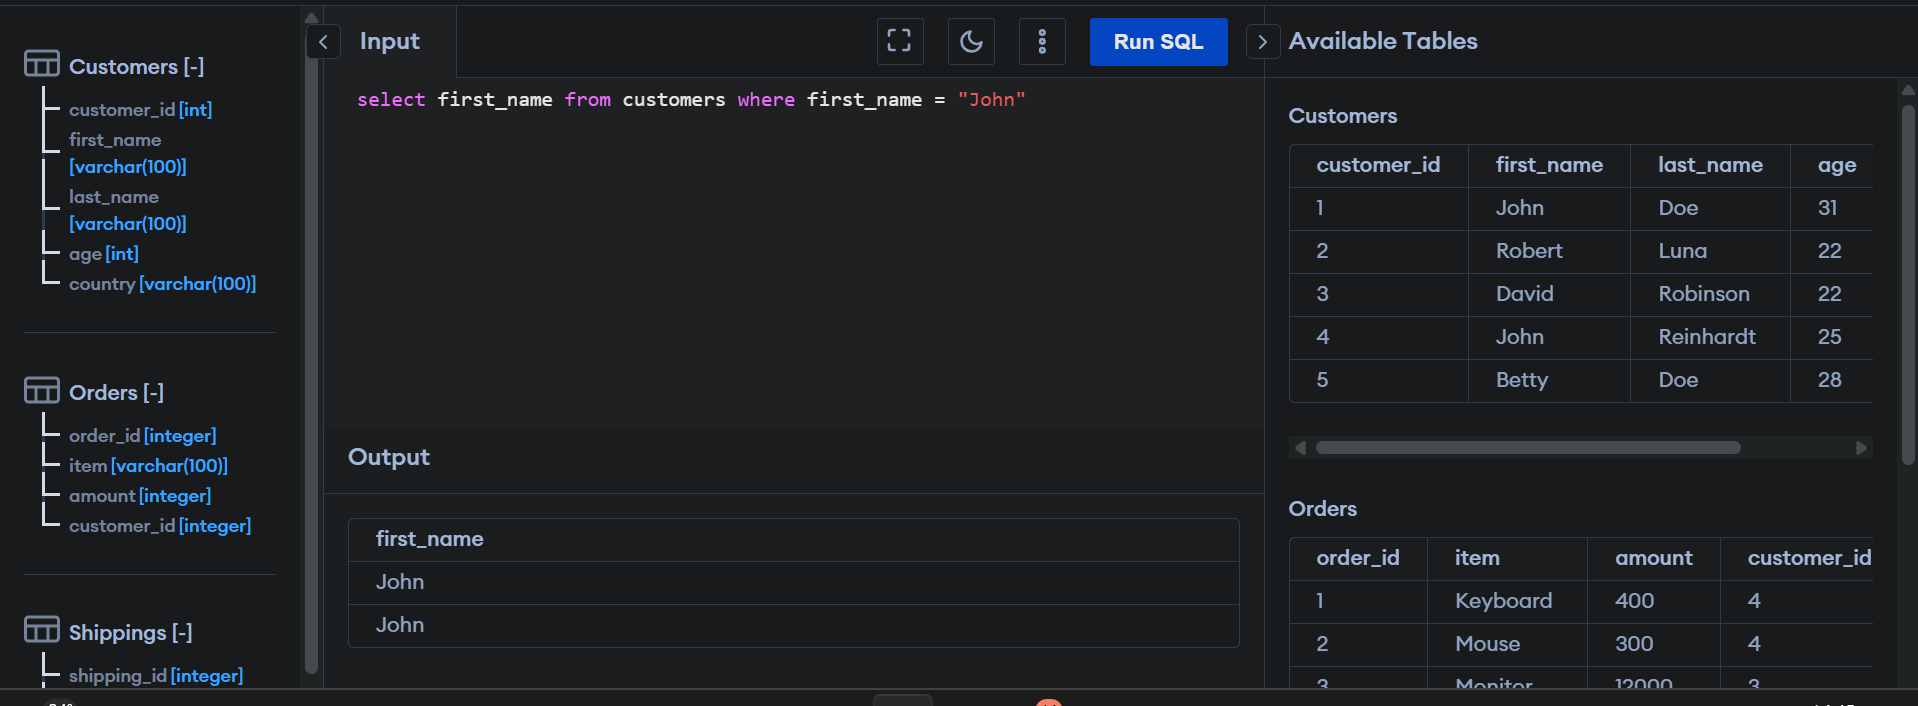 Customers [-]
customer_id [int]
first_name
[varchar(100)]
last_name
[varchar(100)]
age [int]
country [varchar(100)]
Orders [-]
order_id [integer]
item [varchar(100)]
amount [integer]
customer_id [integer]
Shippings [-]
shipping_id [integer]
Input
Run SQL
select first_name from customers where first_name = "John"
Output
first_name
John
John
Available Tables
Customers
customer_id first_name last_name age
1 John Doe 31
2 Robert Luna 22
3 David Robinson 22
4 John Reinhardt 25
5 Betty Doe 28
Orders
order_id item amount customer_id
1 Keyboard 400 4
2 Mouse 300 4
3 Monitor 12000 3